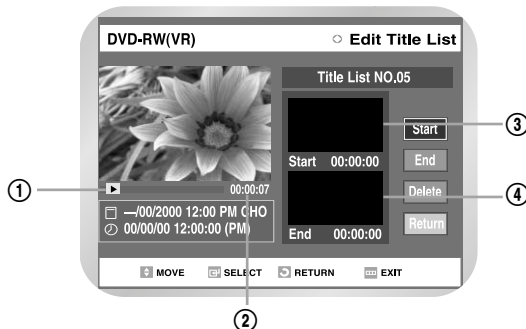 DVD-RW(VR)
Edit Title List
Title List NO.05
Start 00:00:00
Start
End
Delete
Return
00:00:07
—/00/2000 12:00 PM CHO
00/00/00 12:00:00 (PM)
End 00:00:00
MOVE SELECT RETURN EXIT
①
②
③
④